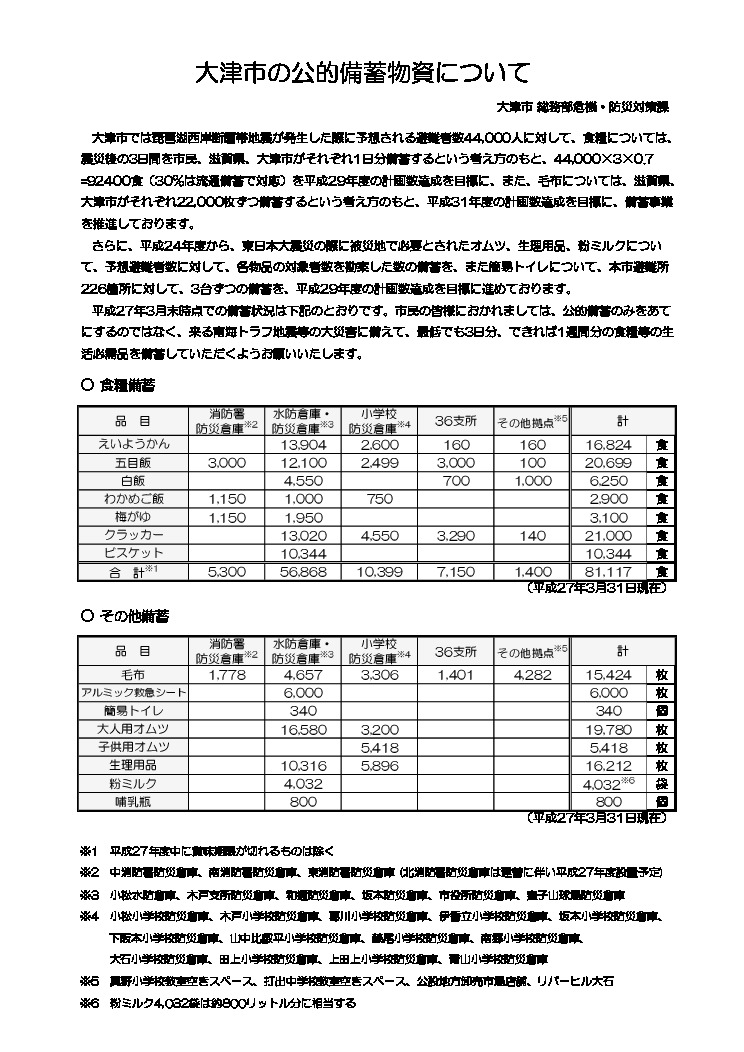 大津市の公的備蓄物資について
大津市 総務部危機・防災対策課
大津市では琵琶湖西岸断層帯地震が発生した際に予想される避難者数44,000人に対して、食糧については、
震災後の3日間を市民、滋賀県、大津市がそれぞれ1日分備蓄するという考え方のもと、44,000×3×0.7
=92400食（30%は流通備蓄で対応）を平成29年度の計画数達成を目標に、また、毛布については、滋賀県、
大津市がそれぞれ22,000枚ずつ備蓄するという考え方のもと、平成31年度の計画数達成を目標に、備蓄事業
を推進しております。
さらに、平成24年度から、東日本大震災の際に被災地で必要とされたオムツ、生理用品、粉ミルクについ
て、予想避難者数に対して、各物品の対象者数を勘案した数の備蓄を、また簡易トイレについて、本市避難所
226箇所に対して、3台ずつの備蓄を、平成29年度の計画数達成を目標に進めております。
平成27年3月末時点での備蓄状況は下記のとおりです。市民の皆様におかれましては、公的備蓄のみをあて
にするのではなく、来る南海トラフ地震等の大災害に備えて、最低でも3日分、できれば1週間分の食糧等の生
活必需品を備蓄していただくようお願いいたします。
〇 食糧備蓄
品 目 消防署防災倉庫※2 水防倉庫・防災倉庫※3 小学校防災倉庫※4 36支所 その他拠点※5 計
えいようかん 13,904 2,600 160 160 16,824 食
五目飯 3,000 12,100 2,499 3,000 100 20,699 食
白飯 4,550 700 1,000 6,250 食
わかめご飯 1,150 1,000 750 2,900 食
梅がゆ 1,150 1,950 3,100 食
クラッカー 13,020 4,550 3,290 140 21,000 食
ビスケット 10,344 10,344 食
合 計※1 5,300 56,868 10,399 7,150 1,400 81,117 食
（平成27年3月31日現在）
〇 その他備蓄
品 目 消防署防災倉庫※2 水防倉庫・防災倉庫※3 小学校防災倉庫※4 36支所 その他拠点※5 計
毛布 1,778 4,657 3,306 1,401 4,282 15,424 枚
アルミック救急シート 6,000 6,000 枚
簡易トイレ 340 340 個
大人用オムツ 16,580 3,200 19,780 枚
子供用オムツ 5,418 5,418 枚
生理用品 10,316 5,896 16,212 枚
粉ミルク 4,032 4,032※6 袋
哺乳瓶 800 800 個
（平成27年3月31日現在）
※1 平成27年度中に賞味期限が切れるものは除く
※2 中消防署防災倉庫、南消防署防災倉庫、東消防署防災倉庫（北消防署防災倉庫は建替に伴い平成27年度設置予定）
※3 小松水防倉庫、木戸支所防災倉庫、和邇防災倉庫、坂本防災倉庫、市役所防災倉庫、皇子山球場防災倉庫
※4 小松小学校防災倉庫、木戸小学校防災倉庫、葛川小学校防災倉庫、伊香立小学校防災倉庫、坂本小学校防災倉庫、
下阪本小学校防災倉庫、山中比叡平小学校防災倉庫、藤尾小学校防災倉庫、南郷小学校防災倉庫、
大石小学校防災倉庫、田上小学校防災倉庫、上田上小学校防災倉庫、青山小学校防災倉庫
※5 真野小学校教室空きスペース、打出中学校教室空きスペース、公設地方卸売市場店舗、リバーヒル大石
※6 粉ミルク4,032袋は約800リットル分に相当する